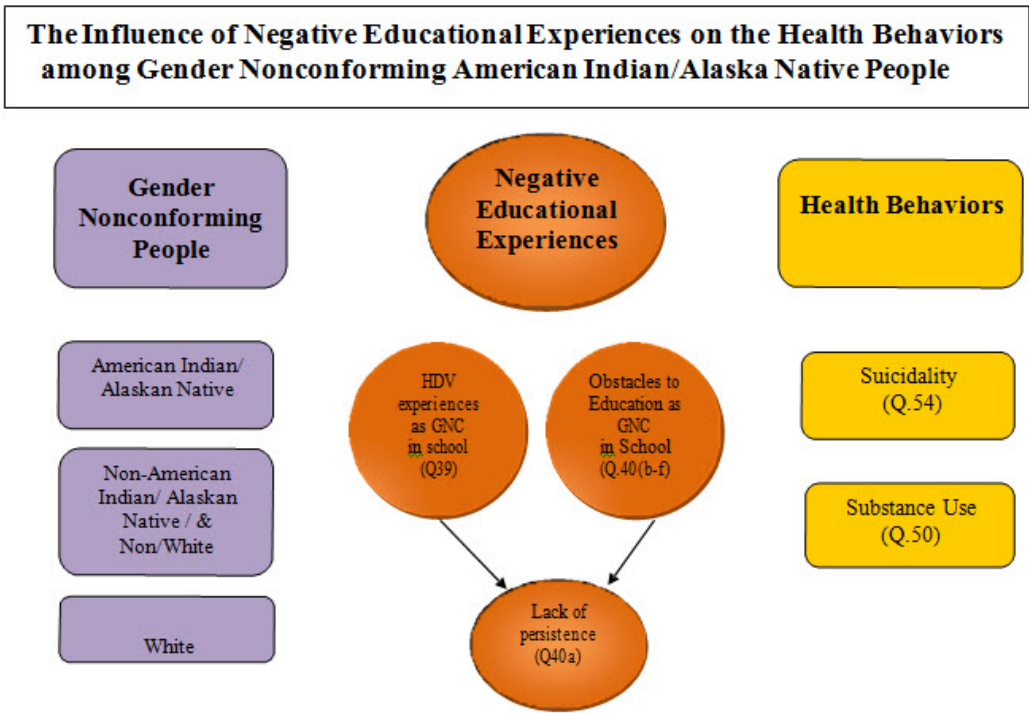 The Influence of Negative Educational Experiences on the Health Behaviors
among Gender Nonconforming American Indian/Alaska Native People
Gender
Nonconforming
People
Negative
Educational
Experiences
Health Behaviors
American Indian/
Alaskan Native
HDV
experiences
as GNC
in school
(Q39)
Obstacles to
Education as
GNC
in School
(Q.40(b-f)
Suicidality
(Q.54)
Non-American
Indian/ Alaskan
Native / &
Non/White
Substance Use
(Q.50)
White
Lack of
persistence
(Q40a)